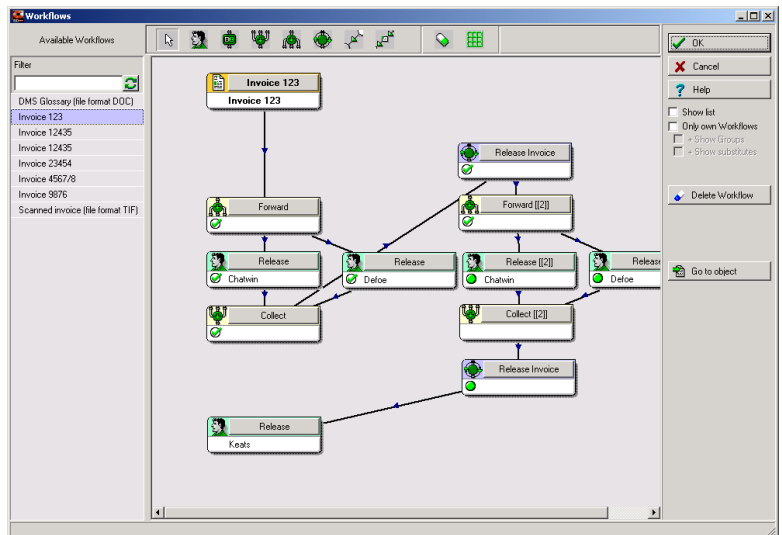 Workflows
Available Workflows
Filter
DMS Glossary (file format DOC)
Invoice 123
Invoice 12435
Invoice 12435
Invoice 23454
Invoice 4567/8
Invoice 9876
Scanned invoice (file format TIF)
Invoice 123
Invoice 123
Release Invoice
Forward
Forward [[2]]
Release
Chatwin
Release
Defoe
Release [[2]]
Chatwin
Release
Defoe
Collect
Collect [[2]]
Release Invoice
Release
Keats
OK
Cancel
Help
Show list
Only own Workflows
+ Show Groups
+ Show substitutes
Delete Workflow
Go to object